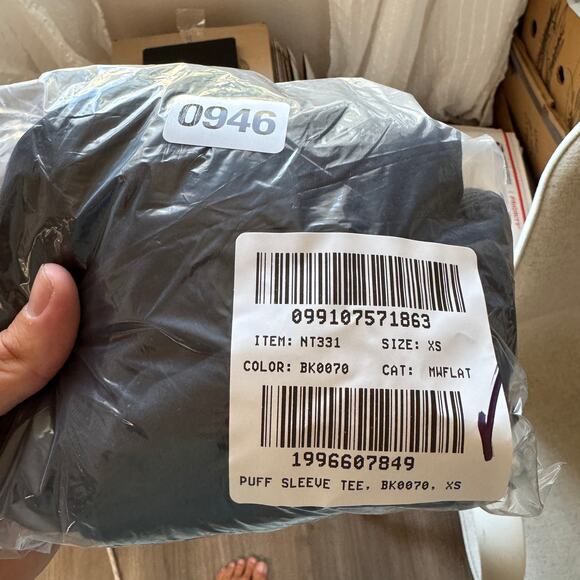 0946
099107571863
ITEM: NT331 SIZE: XS
COLOR: BK0070 CAT: MWFLAT
1996607849
PUFF SLEEVE TEE, BK0070, XS